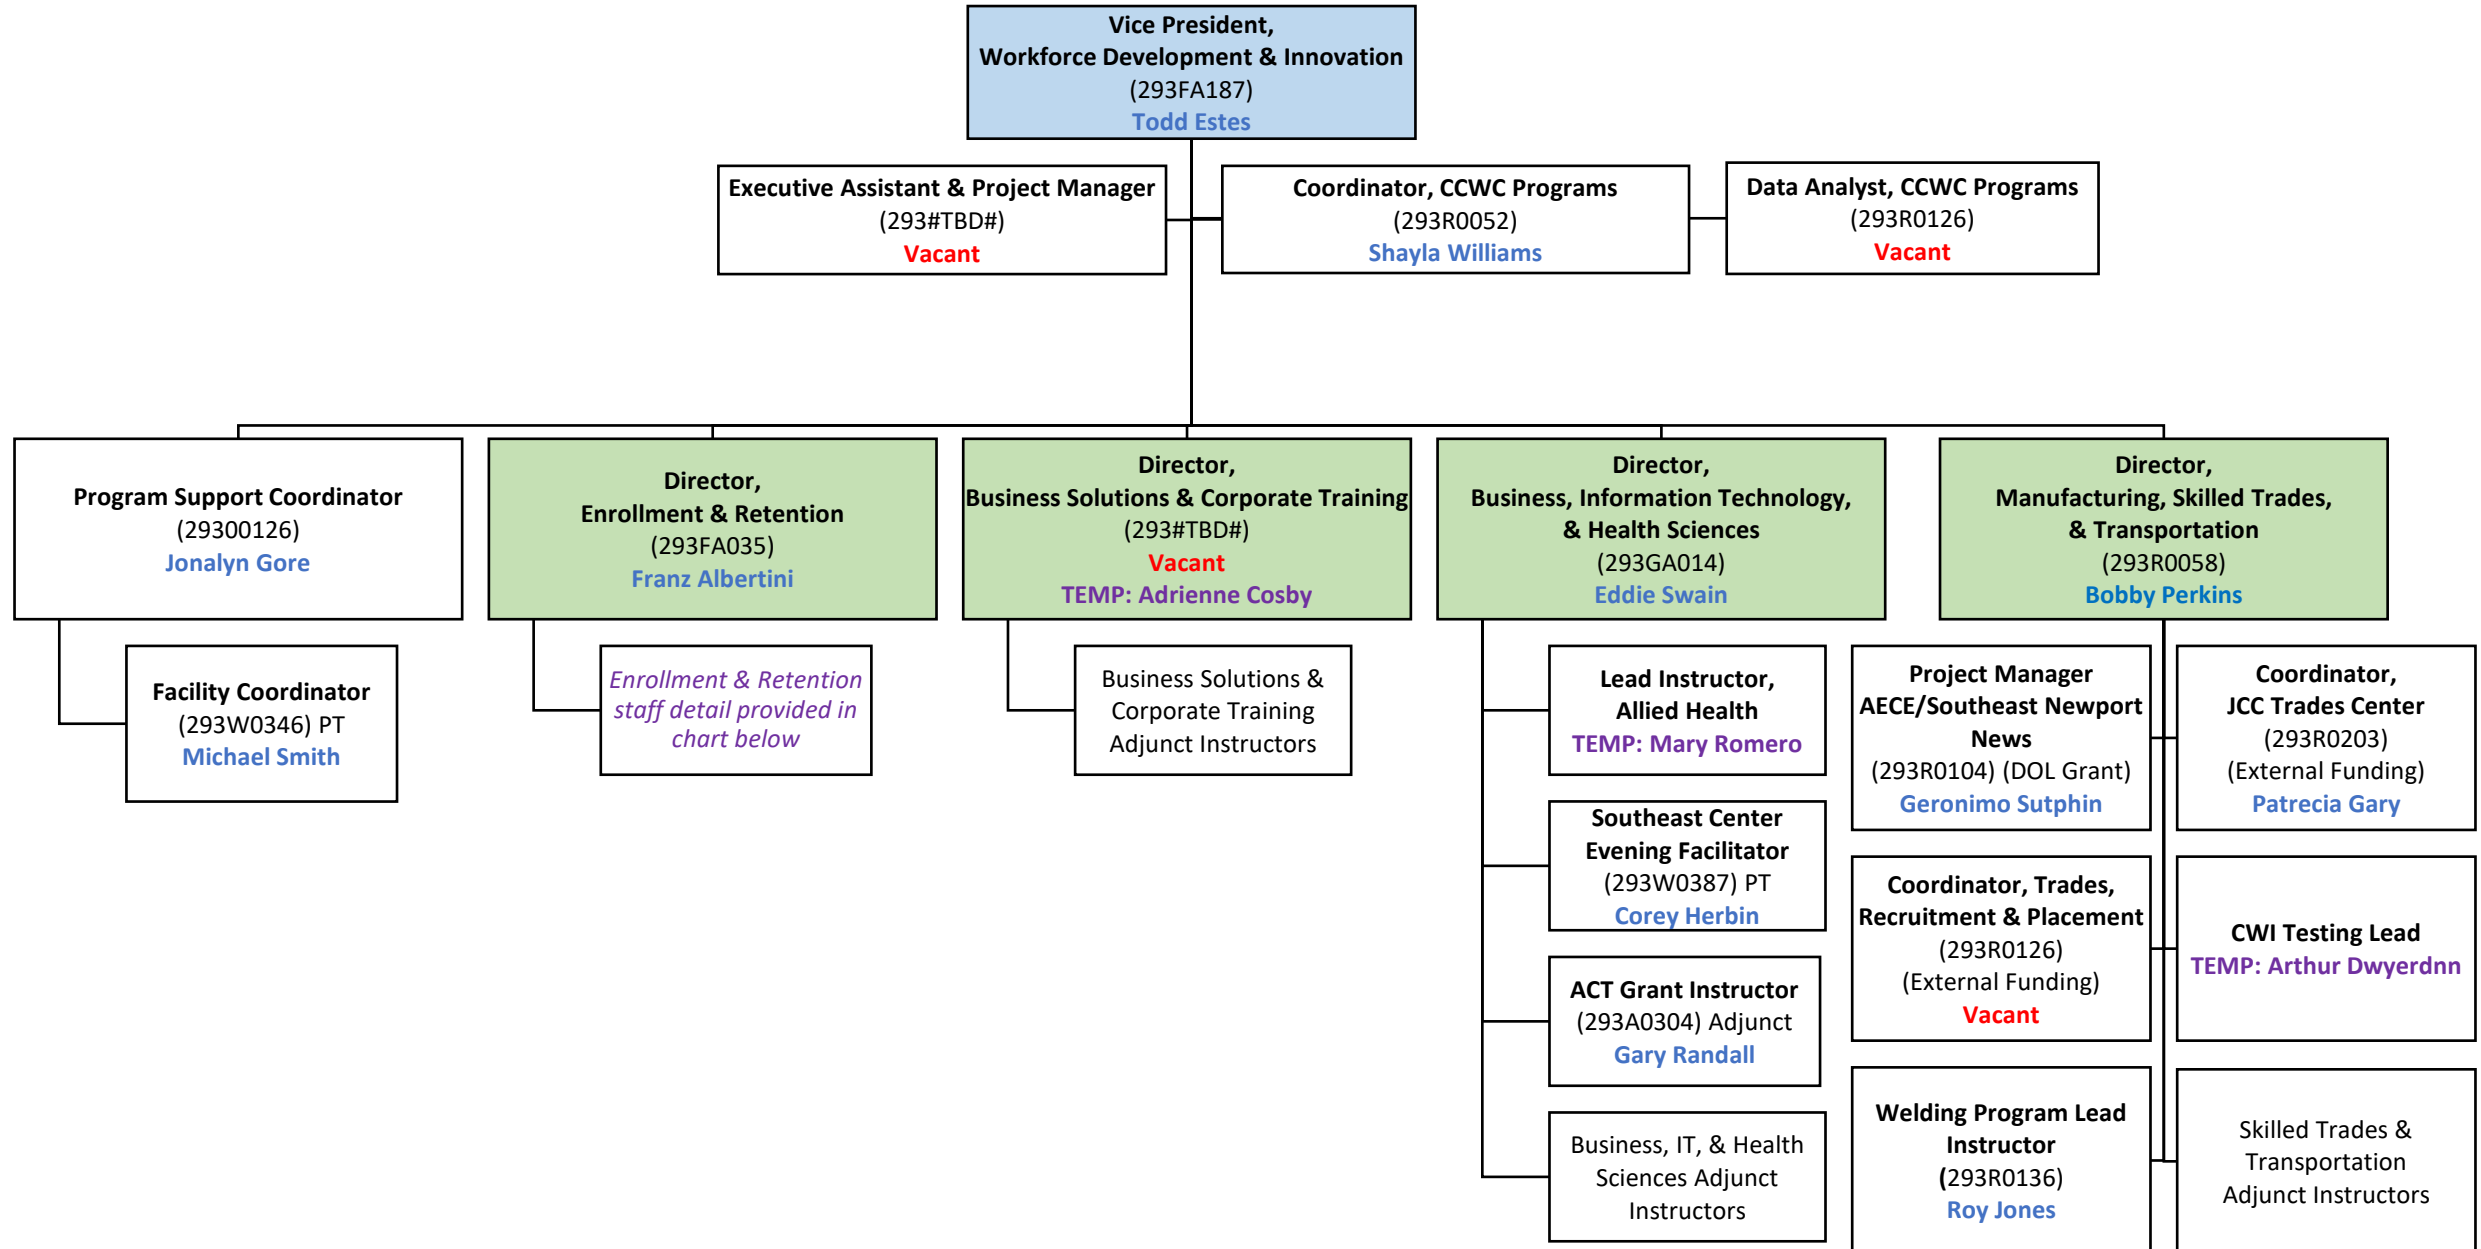 Vice President,
Workforce Development & Innovation
(293FA187)
Todd Estes
Executive Assistant & Project Manager
(293#TBD#)
Vacant
Coordinator, CCWC Programs
(293R0052)
Shayla Williams
Data Analyst, CCWC Programs
(293R0126)
Vacant
Program Support Coordinator
(29300126)
Jonalyn Gore
Director,
Enrollment & Retention
(293FA035)
Franz Albertini
Director,
Business Solutions & Corporate Training
(293#TBD#)
Vacant
TEMP: Adrienne Cosby
Director,
Business, Information Technology,
& Health Sciences
(293GA014)
Eddie Swain
Director,
Manufacturing, Skilled Trades,
& Transportation
(293R0058)
Bobby Perkins
Facility Coordinator
(293W0346) PT
Michael Smith
Enrollment & Retention
staff detail provided in
chart below
Business Solutions &
Corporate Training
Adjunct Instructors
Lead Instructor,
Allied Health
TEMP: Mary Romero
Southeast Center
Evening Facilitator
(293W0387) PT
Corey Herbin
ACT Grant Instructor
(293A0304) Adjunct
Gary Randall
Business, IT, & Health
Sciences Adjunct
Instructors
Project Manager
AECE/Southeast Newport
News
(293R0104) (DOL Grant)
Geronimo Sutphin
Coordinator,
JCC Trades Center
(293R0203)
(External Funding)
Patrecia Gary
Coordinator, Trades,
Recruitment & Placement
(293R0126)
(External Funding)
Vacant
CWI Testing Lead
TEMP: Arthur Dwyerdnn
Welding Program Lead
Instructor
(293R0136)
Roy Jones
Skilled Trades &
Transportation
Adjunct Instructors